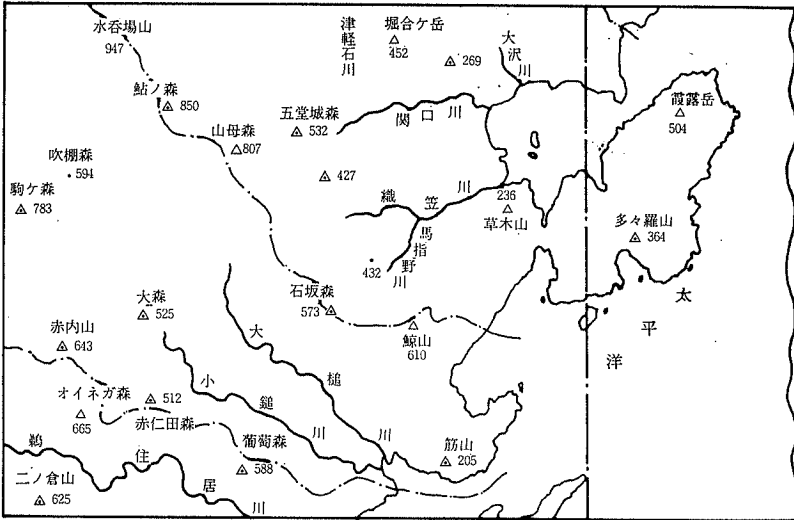 水呑場山
947
津軽石川
堀合ケ岳
452
269
大沢川
鮎ノ森
850
五堂城森
532
関口川
霞露岳
504
山母森
807
吹棚森
594
427
駒ケ森
783
織笠川
236
草木山
馬指野川
多々羅山
364
432
大森
525
石坂森
573
鯨山
610
太平洋
赤内山
643
大槌川
小鎚川
オイネガ森
665
512
赤仁田森
葡萄森
588
筋山
205
鵜住居川
二ノ倉山
625